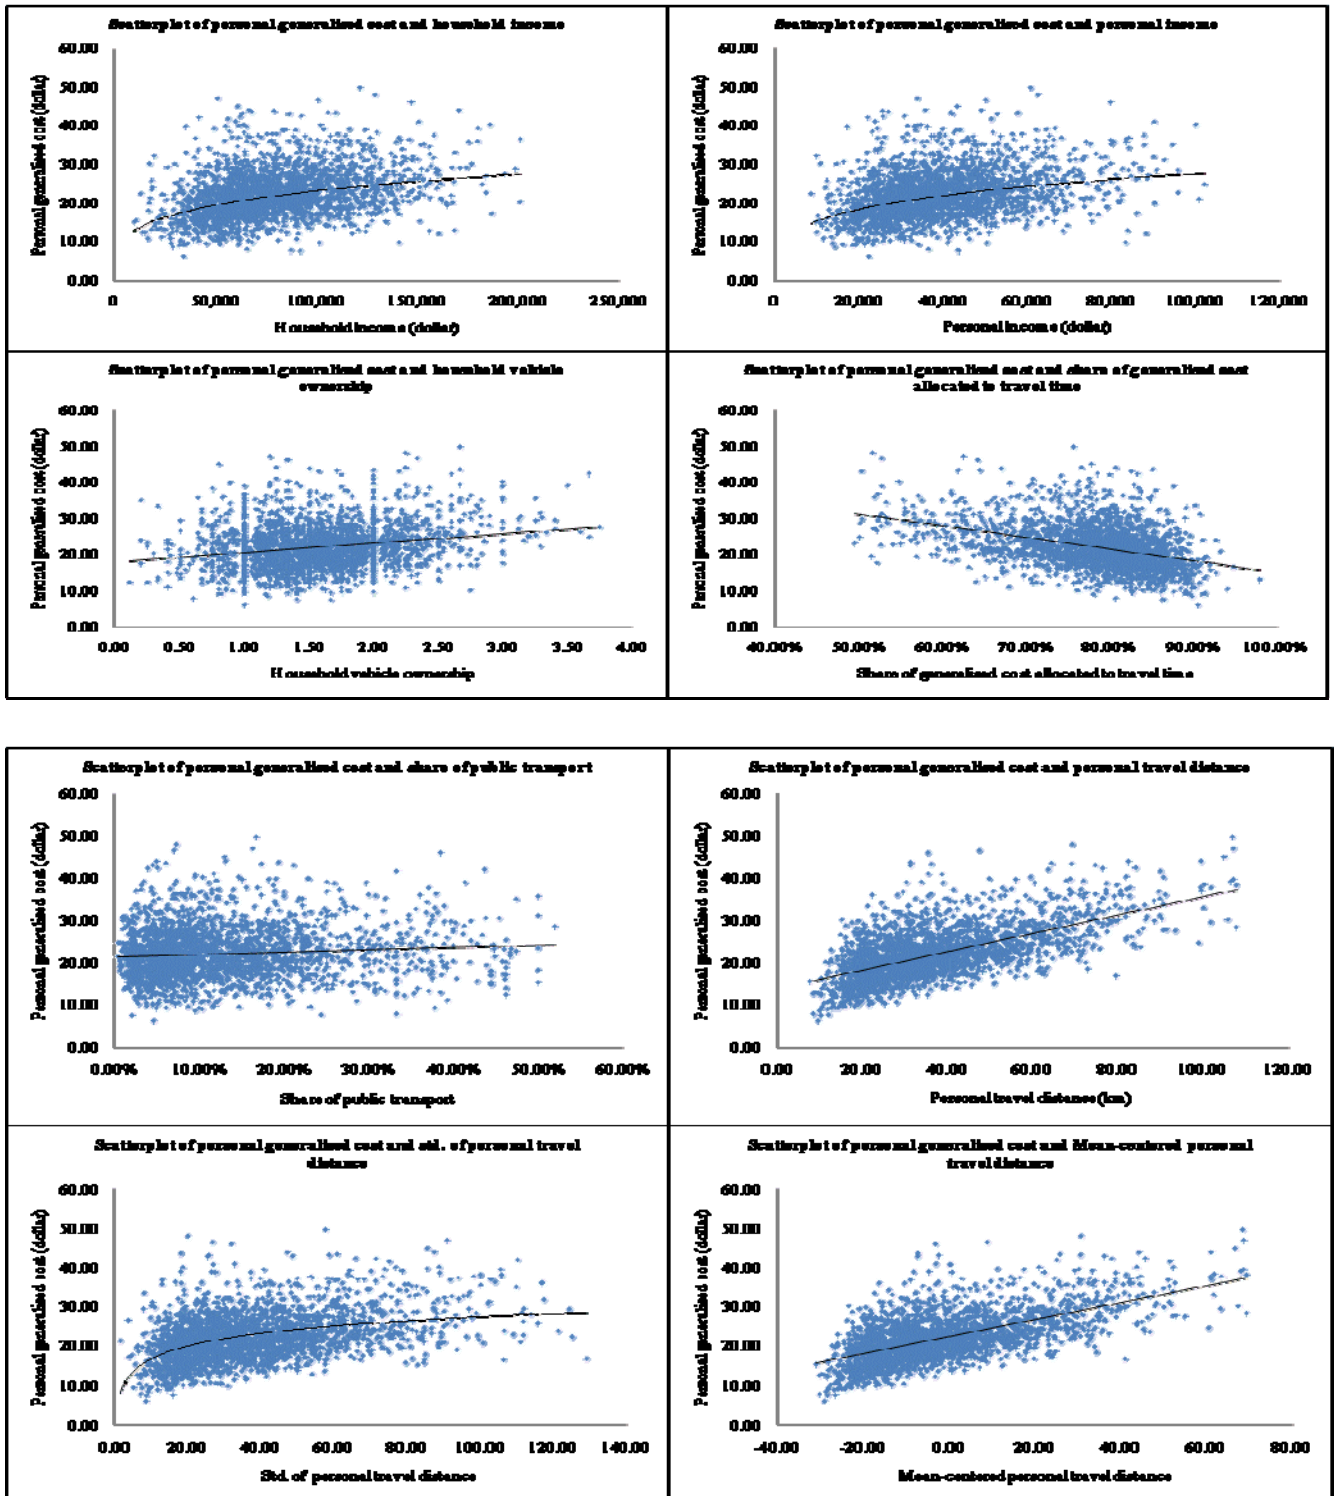 Scatterplot of personal generalised cost and household income
60.00
50.00
40.00
30.00
20.00
10.00
0.00
Personal generalised cost (dollar)
0 50,000 100,000 150,000 200,000 250,000
Household income (dollar)
Scatterplot of personal generalised cost and personal income
60.00
50.00
40.00
30.00
20.00
10.00
0.00
Personal generalised cost (dollar)
0 20,000 40,000 60,000 80,000 100,000 120,000
Personal income (dollar)
Scatterplot of personal generalised cost and household vehicle
ownership
60.00
50.00
40.00
30.00
20.00
10.00
0.00
Personal generalised cost (dollar)
0.00 0.50 1.00 1.50 2.00 2.50 3.00 3.50 4.00
Household vehicle ownership
Scatterplot of personal generalised cost and share of generalised cost
allocated to travel time
60.00
50.00
40.00
30.00
20.00
10.00
0.00
Personal generalised cost (dollar)
40.00% 50.00% 60.00% 70.00% 80.00% 90.00% 100.00%
Share of generalised cost allocated to travel time
Scatterplot of personal generalised cost and share of public transport
60.00
50.00
40.00
30.00
20.00
10.00
0.00
Personal generalised cost (dollar)
0.00% 10.00% 20.00% 30.00% 40.00% 50.00% 60.00%
Share of public transport
Scatterplot of personal generalised cost and personal travel distance
60.00
50.00
40.00
30.00
20.00
10.00
0.00
Personal generalised cost (dollar)
0.00 20.00 40.00 60.00 80.00 100.00 120.00
Personal travel distance (km)
Scatterplot of personal generalised cost and std. of personal travel
distance
60.00
50.00
40.00
30.00
20.00
10.00
0.00
Personal generalised cost (dollar)
0.00 20.00 40.00 60.00 80.00 100.00 120.00 140.00
Std. of personal travel distance
Scatterplot of personal generalised cost and Mean-centered personal
travel distance
60.00
50.00
40.00
30.00
20.00
10.00
0.00
Personal generalised cost (dollar)
-40.00 -20.00 0.00 20.00 40.00 60.00 80.00
Mean-centered personal travel distance